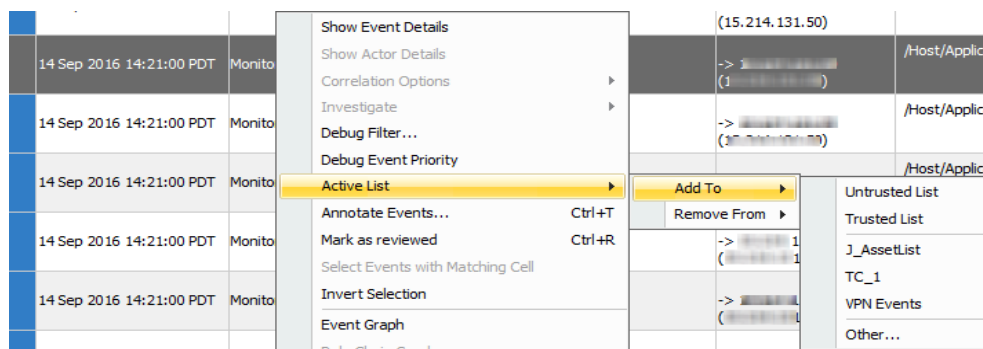 (15.214.131.50)
Show Event Details
/Host/Applic
Show Actor Details
14 Sep 2016 14:21:00 PDT Monito
->
Correlation Options
Investigate
/Host/Applic
Debug Filter...
14 Sep 2016 14:21:00 PDT Monito
->
Debug Event Priority
/Host/Applic
Active List
Add To
Untrusted List
14 Sep 2016 14:21:00 PDT Monito
Annotate Events... Ctrl+T
Remove From
Trusted List
Mark as reviewed Ctrl+R
14 Sep 2016 14:21:00 PDT Monito
->
J_AssetList
Select Events with Matching Cell
TC_1
Invert Selection
14 Sep 2016 14:21:00 PDT Monito
->
VPN Events
Event Graph
Other...